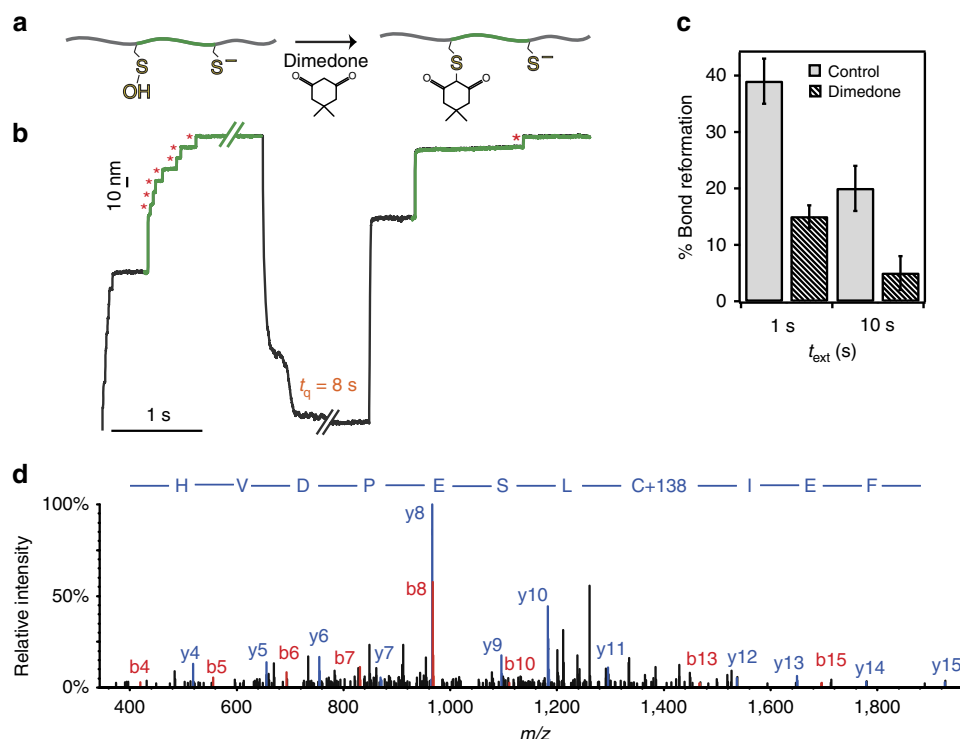 a
S
OH
S–
Dimedone
O
O
S
O
O
S–
b
10 nm
*
*
*
*
*
*
*
*
tq = 8 s
1 s
c
% Bond reformation
40
30
20
10
0
Control
Dimedone
1 s
10 s
text (s)
d
H V D P E S L C+138 I E F
Relative intensity
100%
50%
0%
b4
y4
b5
y5
b6
y6
b7
y7
b8
y8
y9
b10
y10
y11
b13
y12
y13
b15
y14
y15
400 600 800 1,000 1,200 1,400 1,600 1,800
m/z